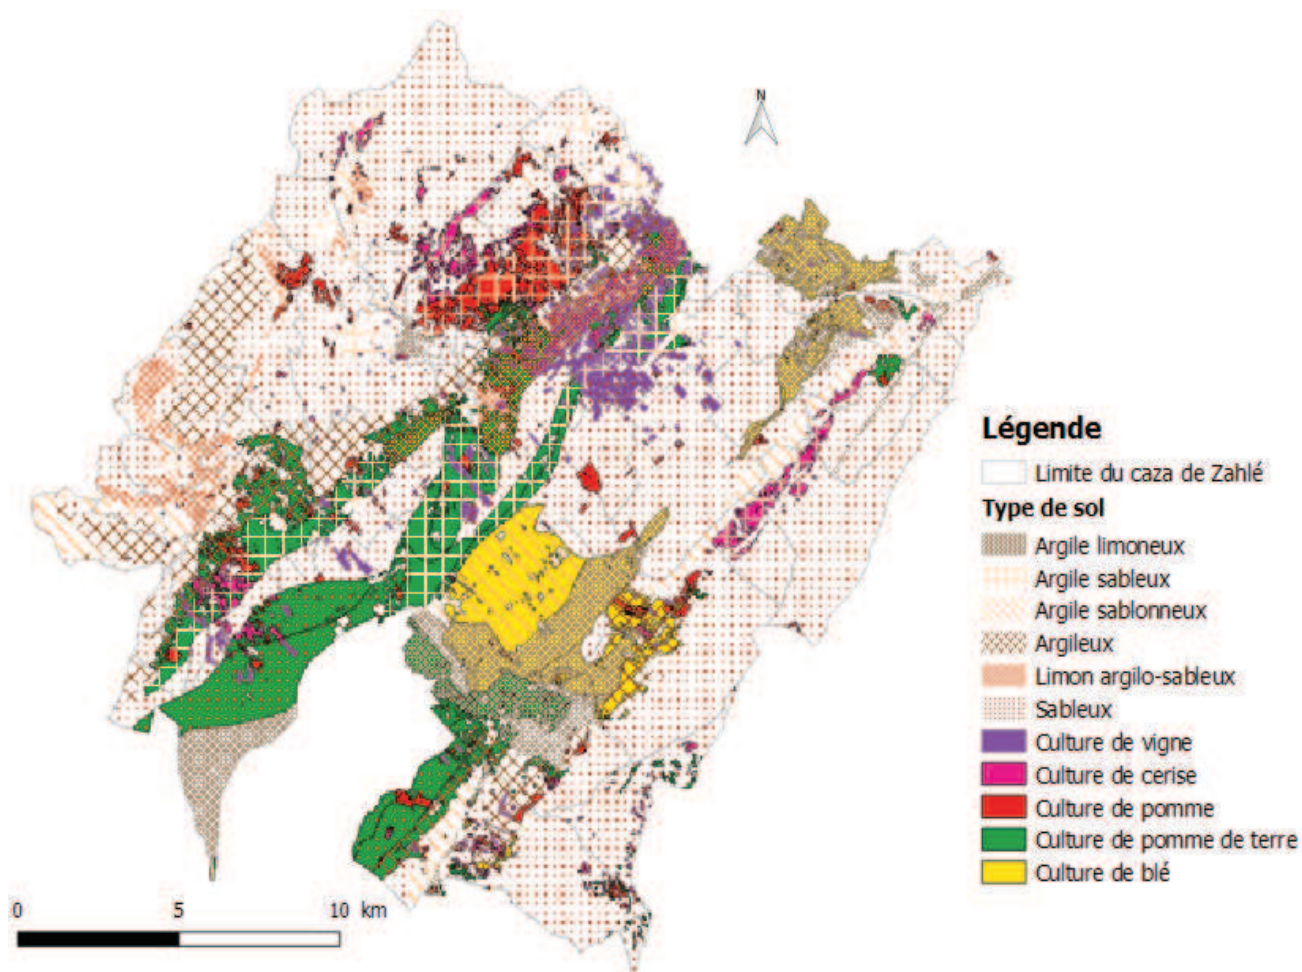 N
Légende
Limite du caza de Zahlé
Type de sol
Argile limoneux
Argile sableux
Argile sablonneux
Argileux
Limon argilo-sableux
Sableux
Culture de vigne
Culture de cerise
Culture de pomme
Culture de pomme de terre
Culture de blé
0 5 10 km